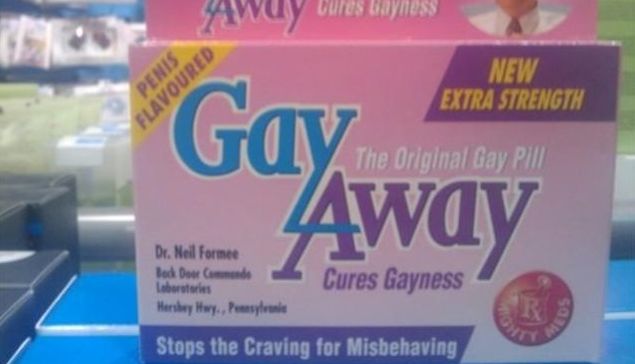 Away Cures Gayness
PENIS
FLAVOURED
NEW
EXTRA STRENGTH
Gay
The Original Gay Pill
Away
Cures Gayness
Dr. Neil Formee
Back Door Commando
Laboratories
Hershey Hwy., Pennsylvania
Rx
MIGHTY MEDS
Stops the Craving for Misbehaving